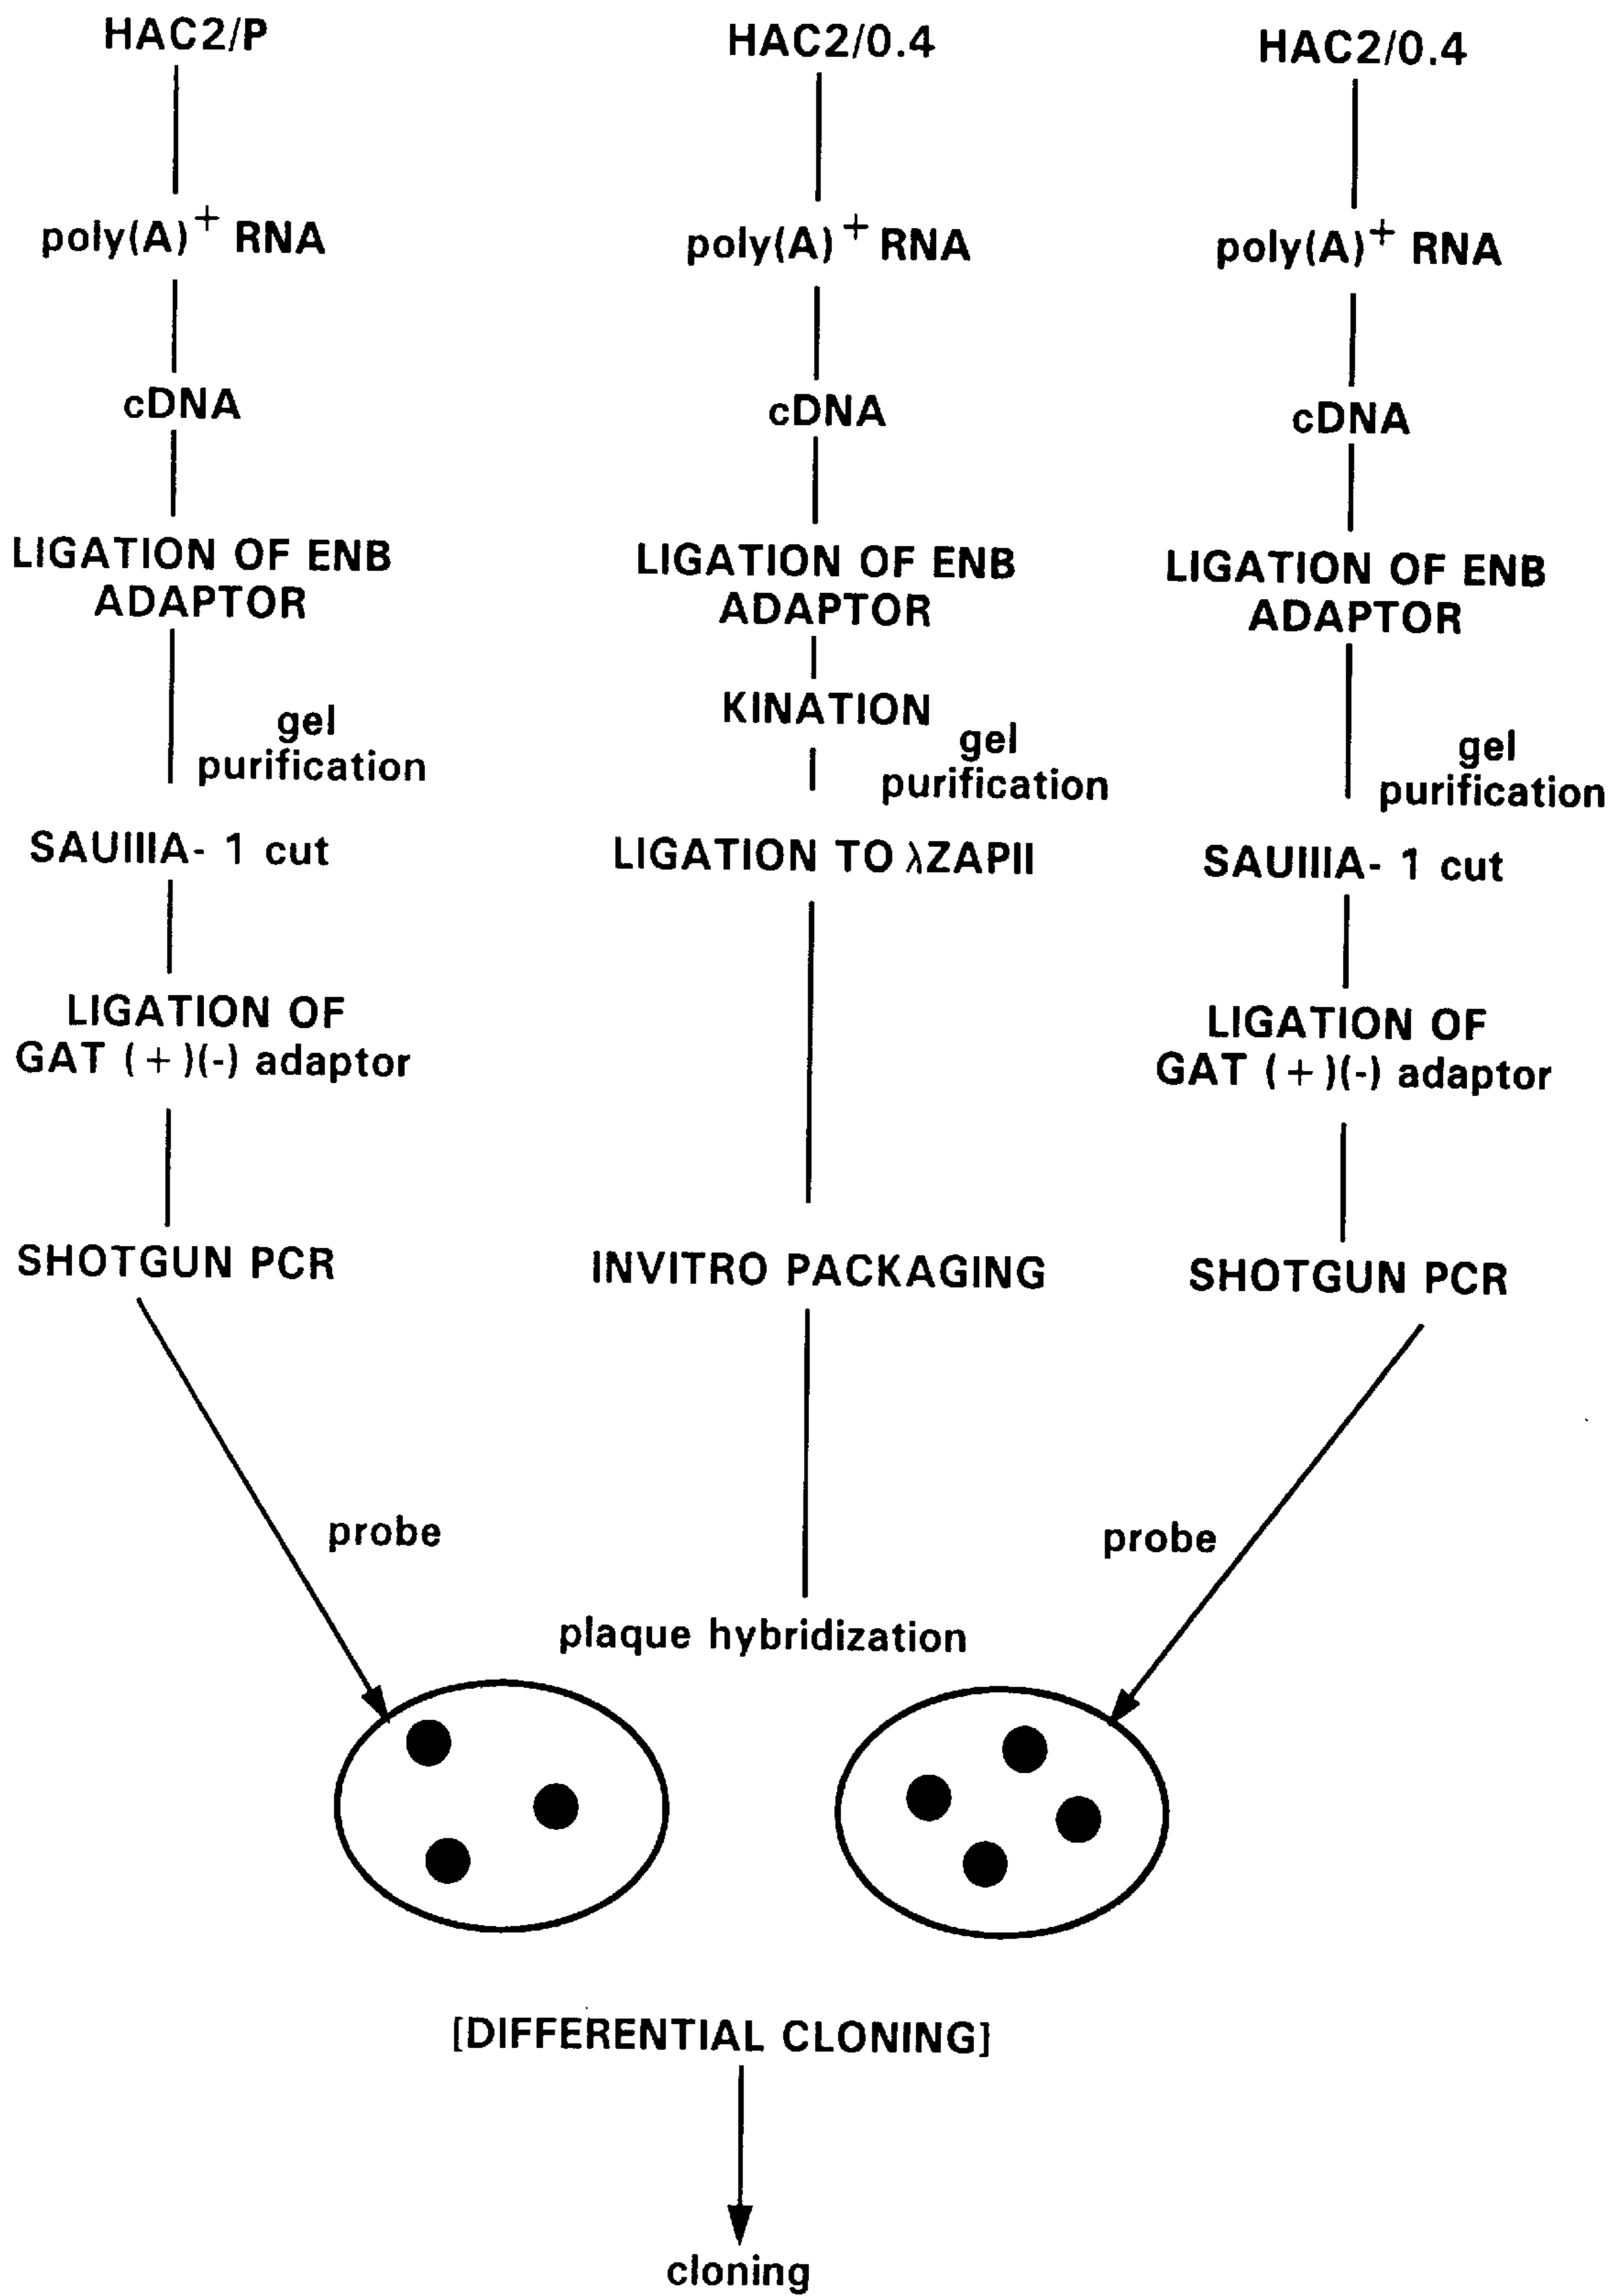 HAC2/P
poly(A)+ RNA
cDNA
LIGATION OF ENB
ADAPTOR
gel
purification
SAUIIIA- 1 cut
LIGATION OF
GAT (+)(-) adaptor
SHOTGUN PCR
probe
HAC2/0.4
poly(A)+ RNA
cDNA
LIGATION OF ENB
ADAPTOR
KINATION
gel
purification
LIGATION TO λZAPII
INVITRO PACKAGING
plaque hybridization
HAC2/0.4
poly(A)+ RNA
cDNA
LIGATION OF ENB
ADAPTOR
gel
purification
SAUIIIA- 1 cut
LIGATION OF
GAT (+)(-) adaptor
SHOTGUN PCR
probe
[DIFFERENTIAL CLONING]
cloning